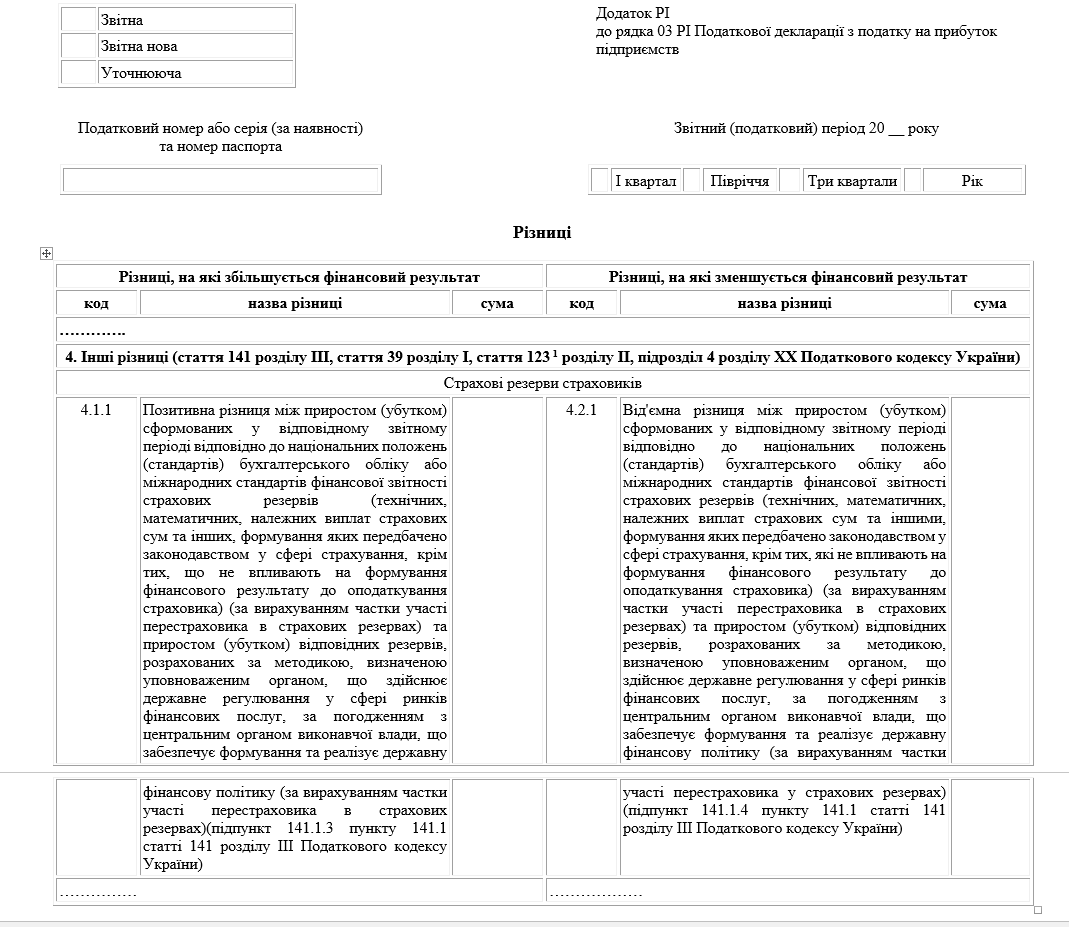 Звітна
Звітна нова
Уточнююча
Додаток РІ
до рядка 03 РІ Податкової декларації з податку на прибуток
підприємств
Податковий номер або серія (за наявності)
та номер паспорта
Звітний (податковий) період 20 __ року
І квартал Півріччя Три квартали Рік
Різниці
Різниці, на які збільшується фінансовий результат Різниці, на які зменшується фінансовий результат
код назва різниці сума код назва різниці сума
………….
4. Інші різниці (стаття 141 розділу III, стаття 39 розділу I, стаття 123¹ розділу II, підрозділ 4 розділу XX Податкового кодексу України)
Страхові резерви страховиків
4.1.1
Позитивна різниця між приростом (убутком)
сформованих у відповідному звітному
періоді відповідно до національних положень
(стандартів) бухгалтерського обліку або
міжнародних стандартів фінансової звітності
страхових резервів (технічних,
математичних, належних виплат страхових
сум та інших, формування яких передбачено
законодавством у сфері страхування, крім
тих, що не впливають на формування
фінансового результату до оподаткування
страховика) (за вирахуванням частки участі
перестраховика в страхових резервах) та
приростом (убутком) відповідних резервів,
розрахованих за методикою, визначеною
уповноваженим органом, що здійснює
державне регулювання у сфері ринків
фінансових послуг, за погодженням з
центральним органом виконавчої влади, що
забезпечує формування та реалізує державну
4.2.1
Від'ємна різниця між приростом (убутком)
сформованих у відповідному звітному періоді
відповідно до національних положень
(стандартів) бухгалтерського обліку або
міжнародних стандартів фінансової звітності
страхових резервів (технічних, математичних,
належних виплат страхових сум та іншими,
формування яких передбачено законодавством у
сфері страхування, крім тих, які не впливають на
формування фінансового результату до
оподаткування страховика) (за вирахуванням
частки участі перестраховика в страхових
резервах) та приростом (убутком) відповідних
резервів, розрахованих за методикою,
визначеною уповноваженим органом, що
здійснює державне регулювання у сфері ринків
фінансових послуг, за погодженням з
центральним органом виконавчої влади, що
забезпечує формування та реалізує державну
фінансову політику (за вирахуванням частки
фінансову політику (за вирахуванням частки
участі перестраховика в страхових
резервах)(підпункт 141.1.3 пункту 141.1
статті 141 розділу III Податкового кодексу
України)
участі перестраховика у страхових резервах)
(підпункт 141.1.4 пункту 141.1 статті 141
розділу III Податкового кодексу України)
…………… ……………….